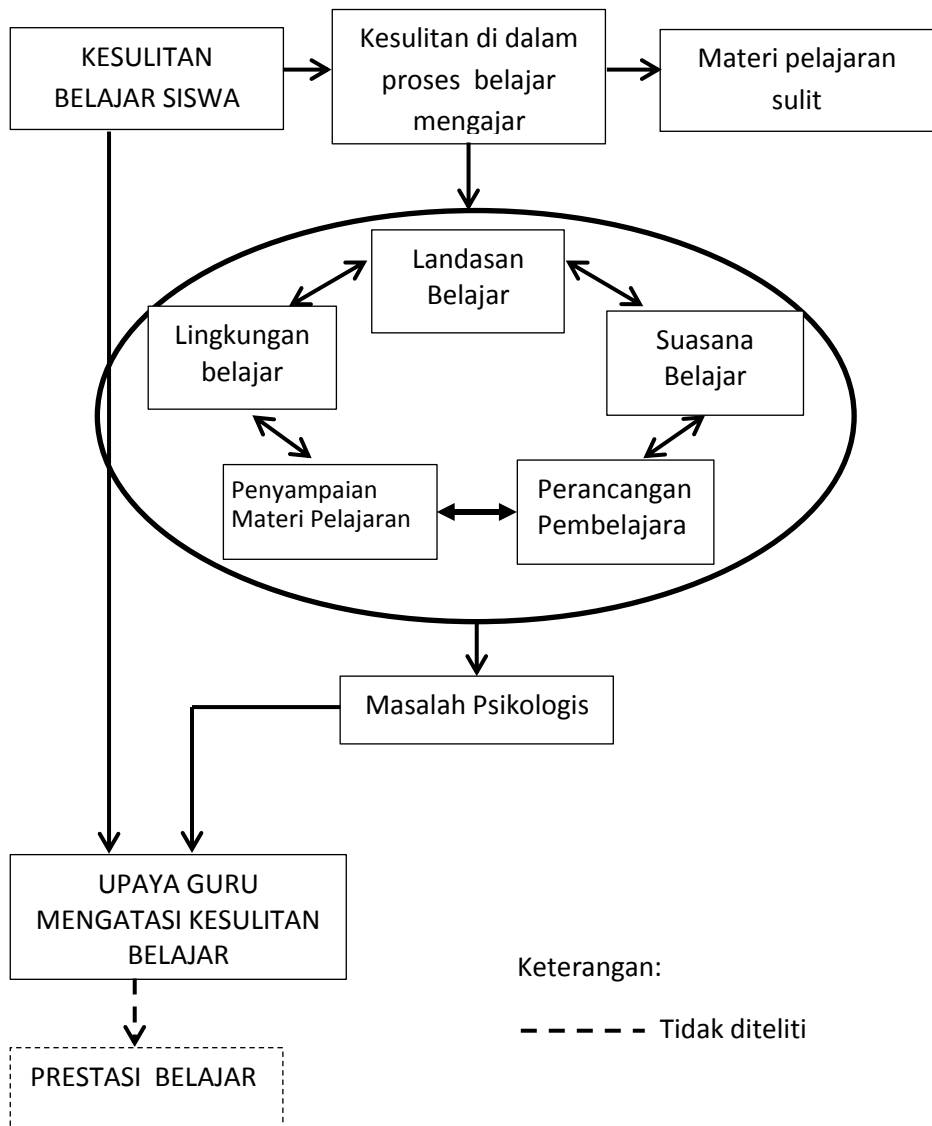 KESULITAN
BELAJAR SISWA
Kesulitan di dalam
proses belajar
mengajar
Materi pelajaran
sulit
Landasan
Belajar
Lingkungan
belajar
Suasana
Belajar
Penyampaian
Materi Pelajaran
Perancangan
Pembelajara
Masalah Psikologis
UPAYA GURU
MENGATASI KESULITAN
BELAJAR
Keterangan:
Tidak diteliti
PRESTASI BELAJAR